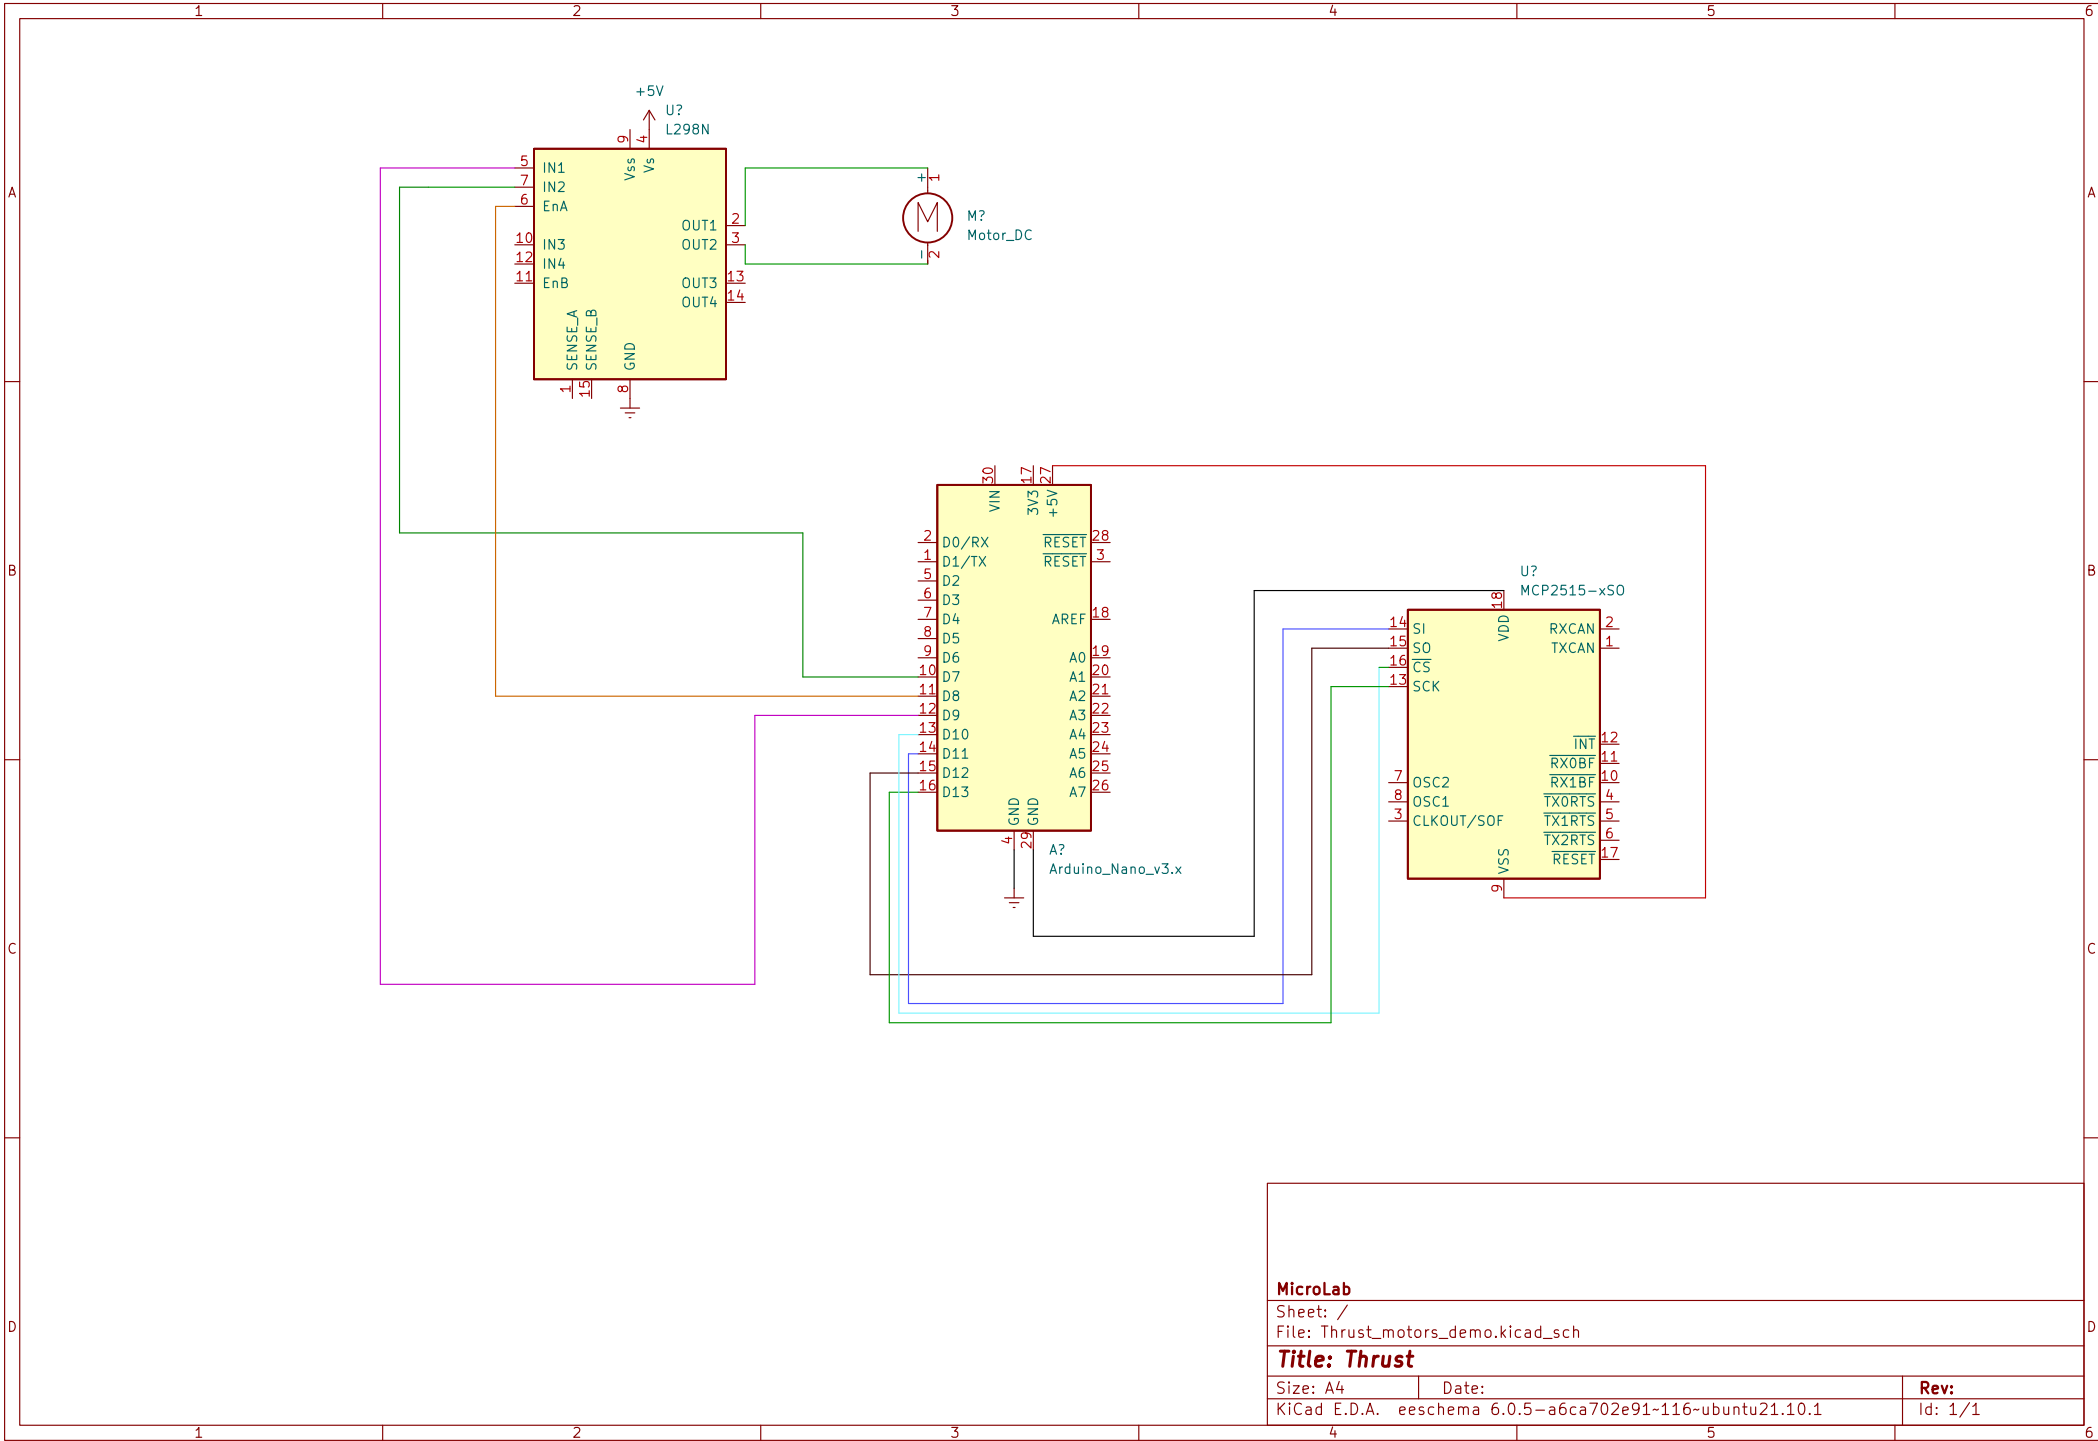 1 2 3 4 5 6
A
B
C
D
A
B
C
D
+5V
U?
L298N
9 4
Vss Vs
5 IN1
7 IN2
6 EnA
10 IN3
12 IN4
11 EnB
OUT1 2
OUT2 3
OUT3 13
OUT4 14
SENSE_A SENSE_B GND
1 15 8
+ 1
M
- 2
M?
Motor_DC
30 17 27
VIN 3V3 +5V
2 D0/RX
1 D1/TX
5 D2
6 D3
7 D4
8 D5
9 D6
10 D7
11 D8
12 D9
13 D10
14 D11
15 D12
16 D13
RESET 28
RESET 3
AREF 18
A0 19
A1 20
A2 21
A3 22
A4 23
A5 24
A6 25
A7 26
GND GND
4 29
A?
Arduino_Nano_v3.x
U?
MCP2515-xSO
18
VDD
14 SI
15 SO
16 CS
13 SCK
7 OSC2
8 OSC1
3 CLKOUT/SOF
RXCAN 2
TXCAN 1
INT 12
RX0BF 11
RX1BF 10
TX0RTS 4
TX1RTS 5
TX2RTS 6
RESET 17
VSS
9
MicroLab
Sheet: /
File: Thrust_motors_demo.kicad_sch
Title: Thrust
Size: A4 Date: Rev:
KiCad E.D.A. eeschema 6.0.5-a6ca702e91~116~ubuntu21.10.1 Id: 1/1
1 2 3 4 5 6